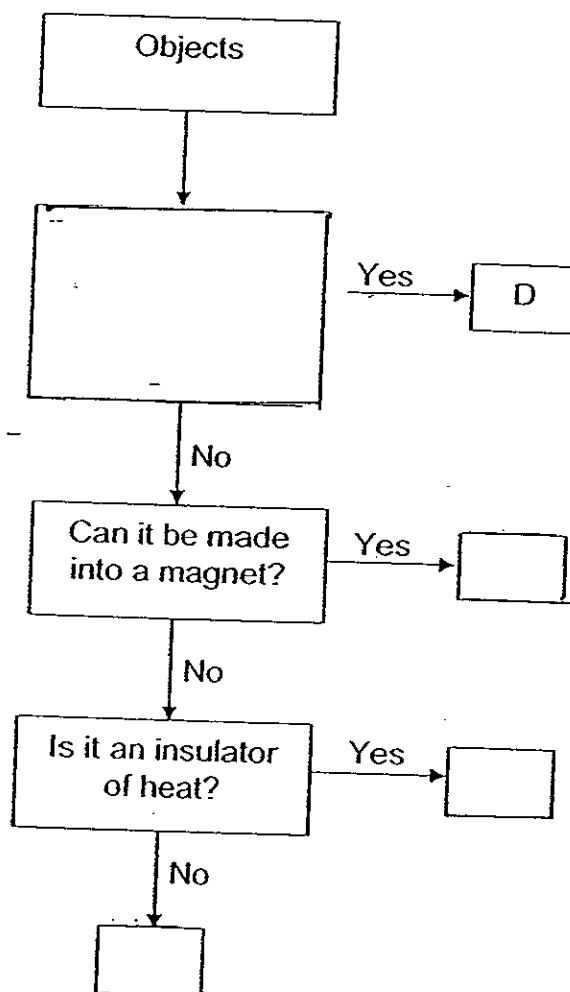 Objects
Yes
D
No
Can it be made
into a magnet?
Yes
No
Is it an insulator
of heat?
Yes
No